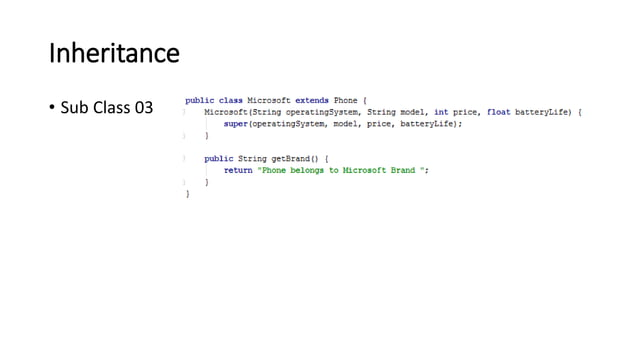 Inheritance
• Sub Class 03
public class Microsoft extends Phone {
Microsoft(String operatingSystem, String model, int price, float batteryLife) {
super(operatingSystem, model, price, batteryLife);
}
public String getBrand() {
return "Phone belongs to Microsoft Brand ";
}
}